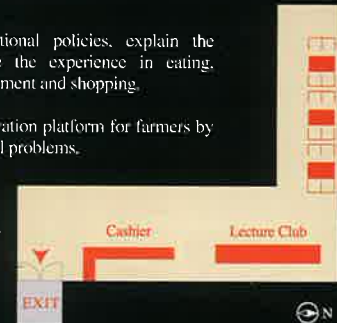 tional policies, explain the
the experience in eating,
ment and shopping.
ation platform for farmers by
l problems.
Cashier
Lecture Club
EXIT
N